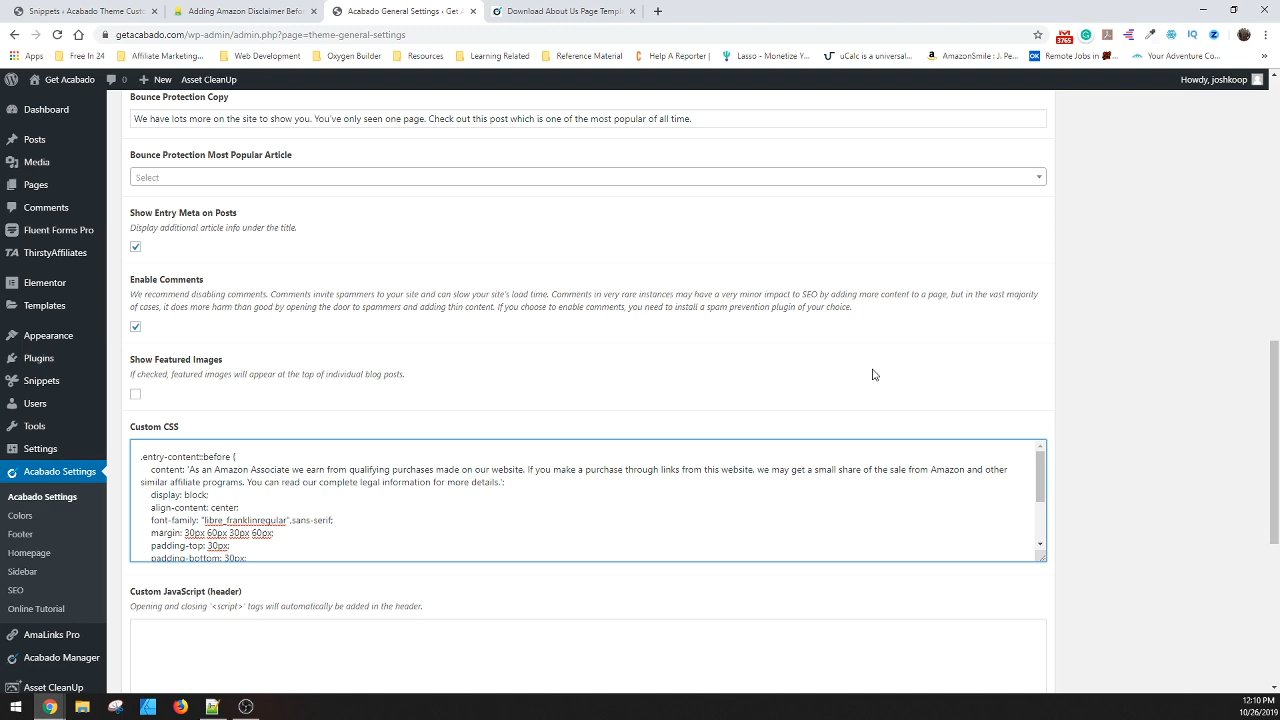 Snippets ‹ Acabado Theme Custo
Adding Amazon Disclaimer Befor
Acabado General Settings ‹ Get A
Download About Us Page Templa
getacabado.com/wp-admin/admin.php?page=theme-general-settings
3765
Apps
Free In 24
Affiliate Marketing...
Web Development
Oxygen Builder
Resources
Learning Related
Reference Material
Help A Reporter |
Lasso - Monetize Y...
uCalc is a universal...
AmazonSmile : J. Pe...
Remote Jobs in
Your Adventure Co...
Get Acabado
0
New
Asset CleanUp
Howdy, joshkoop
Dashboard
Posts
Media
Pages
Comments
Fluent Forms Pro
ThirstyAffiliates
Elementor
Templates
Appearance
Plugins
Snippets
Users
Tools
Settings
Acabado Settings
Acabado Settings
Colors
Footer
Homepage
Sidebar
SEO
Online Tutorial
AmaLinks Pro
Acabado Manager
Asset CleanUp
Bounce Protection Copy
We have lots more on the site to show you. You've only seen one page. Check out this post which is one of the most popular of all time.
Bounce Protection Most Popular Article
Select
Show Entry Meta on Posts
Display additional article info under the title.
Enable Comments
We recommend disabling comments. Comments invite spammers to your site and can slow your site's load time. Comments in very rare instances may have a very minor impact to SEO by adding more content to a page, but in the vast majority
of cases, it does more harm than good by opening the door to spammers and adding thin content. If you choose to enable comments, you need to install a spam prevention plugin of your choice.
Show Featured Images
If checked, featured images will appear at the top of individual blog posts.
Custom CSS
.entry-content::before {
content: 'As an Amazon Associate we earn from qualifying purchases made on our website. If you make a purchase through links from this website, we may get a small share of the sale from Amazon and other
similar affiliate programs. You can read our complete legal information for more details.';
display: block;
align-content: center;
font-family: "libre_franklinregular",sans-serif;
margin: 30px 60px 30px 60px;
padding-top: 30px;
padding-bottom: 30px;
Custom JavaScript (header)
Opening and closing `<script>` tags will automatically be added in the header.
12:10 PM
10/26/2019